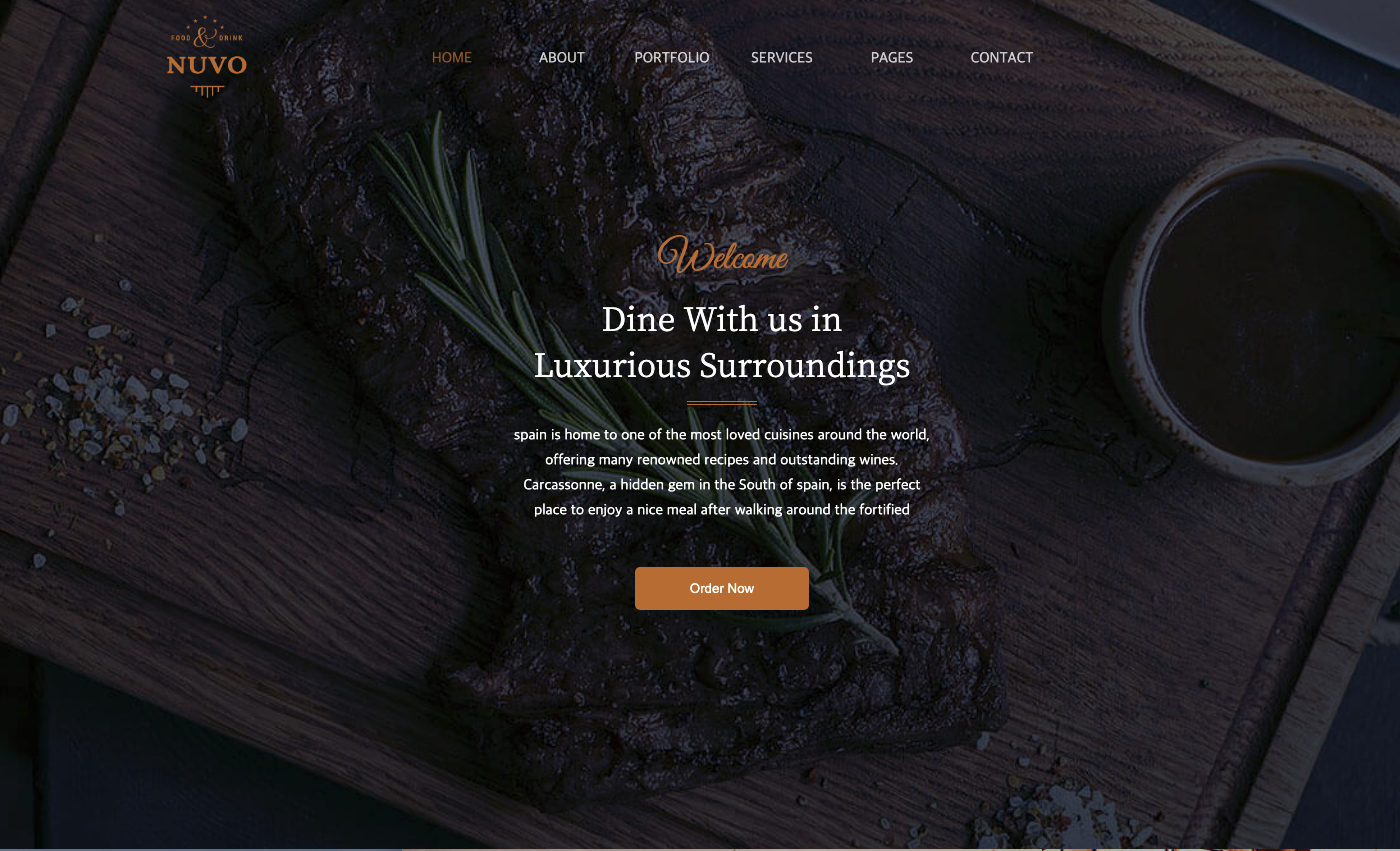 FOOD & DRINK
NUVO
HOME ABOUT PORTFOLIO SERVICES PAGES CONTACT
Welcome
Dine With us in
Luxurious Surroundings
spain is home to one of the most loved cuisines around the world,
offering many renowned recipes and outstanding wines.
Carcassonne, a hidden gem in the South of spain, is the perfect
place to enjoy a nice meal after walking around the fortified
Order Now